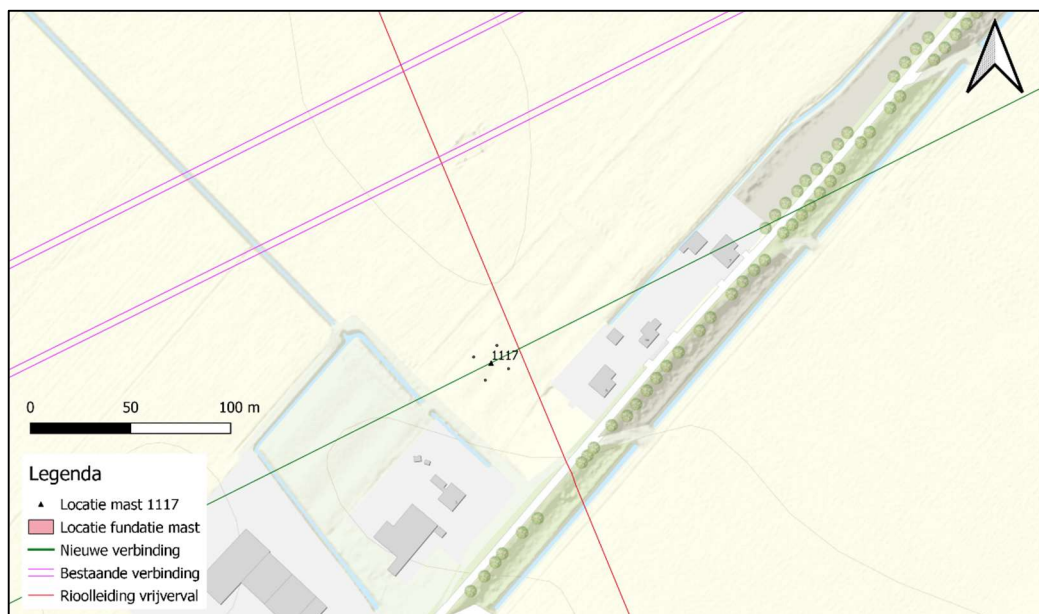 1117
0 50 100 m
Legenda
Locatie mast 1117
Locatie fundatie mast
Nieuwe verbinding
Bestaande verbinding
Rioolleiding vrijverval